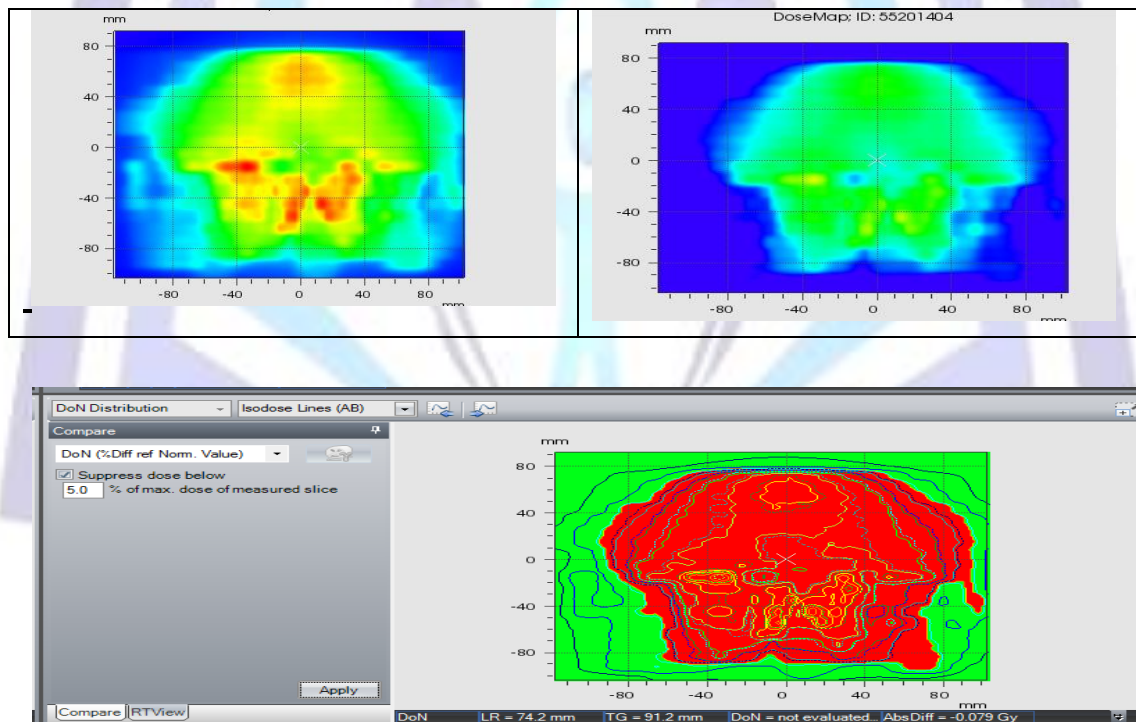 mm
80
40
0
-40
-80
-80 -40 0 40 80
mm
DoseMap; ID: 55201404
mm
80
40
0
-40
-80
-80 -40 0 40 80
mm
DoN Distribution
Isodose Lines (AB)
Compare
DoN (%Diff ref Norm. Value)
Suppress dose below
5.0 % of max. dose of measured slice
Apply
Compare RTView
mm
80
40
0
-40
-80
-80 -40 0 40 80
mm
DoN LR = 74.2 mm TG = 91.2 mm DoN = not evaluated... AbsDiff = -0.079 Gy